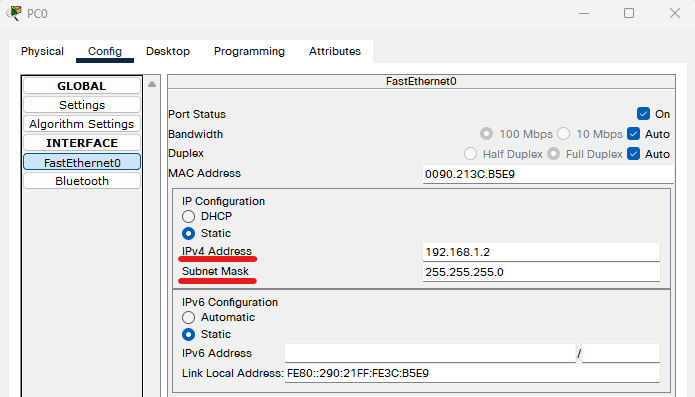 PC0
Physical Config Desktop Programming Attributes
GLOBAL
Settings
Algorithm Settings
INTERFACE
FastEthernet0
Bluetooth
FastEthernet0
Port Status On
Bandwidth 100 Mbps 10 Mbps Auto
Duplex Half Duplex Full Duplex Auto
MAC Address 0090.213C.B5E9
IP Configuration
DHCP
Static
IPv4 Address 192.168.1.2
Subnet Mask 255.255.255.0
IPv6 Configuration
Automatic
Static
IPv6 Address /
Link Local Address: FE80::290:21FF:FE3C:B5E9